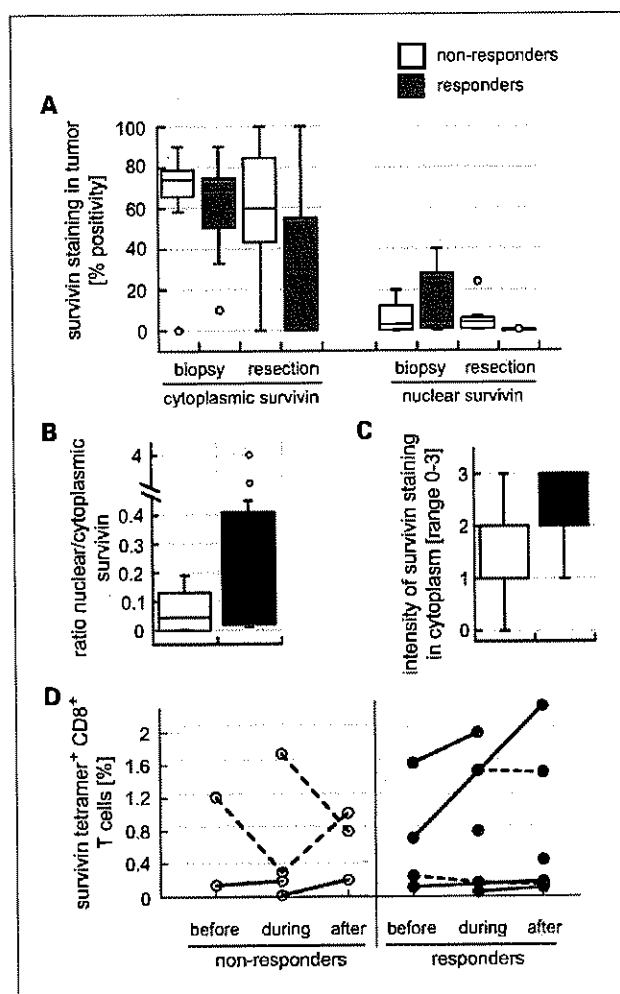 non-responders
responders
A
survivin staining in tumor
[% positivity]
100
80
60
40
20
0
biopsy resection biopsy resection
cytoplasmic survivin nuclear survivin
B
ratio nuclear/cytoplasmic
survivin
4
0.4
0.3
0.2
0.1
0
C
intensity of survivin staining
in cytoplasm [range 0-3]
3
2
1
0
D
survivin tetramer+ CD8+
T cells [%]
2
1.6
1.2
0.8
0.4
0
before during after before during after
non-responders responders